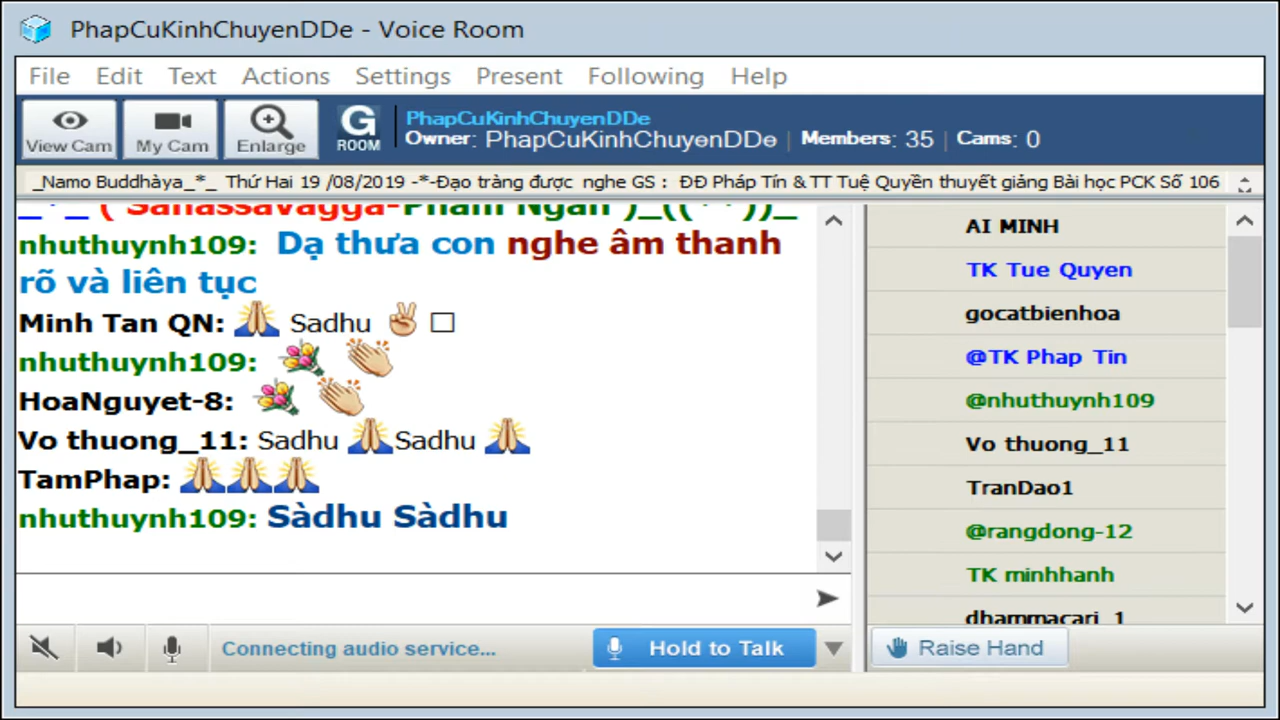 PhapCuKinhChuyenDDe - Voice Room
File Edit Text Actions Settings Present Following Help
View Cam My Cam Enlarge G ROOM
PhapCuKinhChuyenDDe
Owner: PhapCuKinhChuyenDDe | Members: 35 | Cams: 0
_Namo Buddhàya_*_ Thứ Hai 19 /08/2019 -*-Đạo tràng được nghe GS : ĐĐ Pháp Tín & TT Tuệ Quyền thuyết giảng Bài học PCK Số 106
_*_ ( Sahassavagga-Phẩm Ngàn )_((**))_
nhuthuynh109: Dạ thưa con nghe âm thanh
rõ và liên tục
Minh Tan QN: 🙏 Sadhu ✌ □
nhuthuynh109: 💐 👏
HoaNguyet-8: 💐 👏
Vo thuong_11: Sadhu 🙏Sadhu 🙏
TamPhap: 🙏🙏🙏
nhuthuynh109: Sàdhu Sàdhu
AI MINH
TK Tue Quyen
gocatbienhoa
@TK Phap Tin
@nhuthuynh109
Vo thuong_11
TranDao1
@rangdong-12
TK minhhanh
dhammacari_1
Connecting audio service...
Hold to Talk
Raise Hand